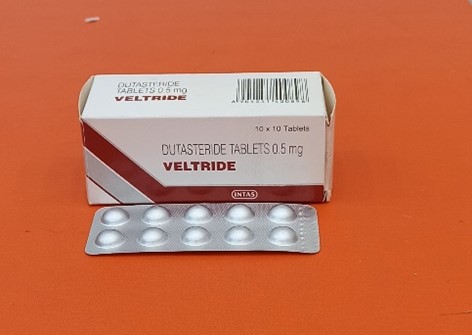 DUTASTERIDE
TABLETS 0.5 mg
VELTRIDE
10 x 10 Tablets
DUTASTERIDE TABLETS 0.5 mg
VELTRIDE
INTAS